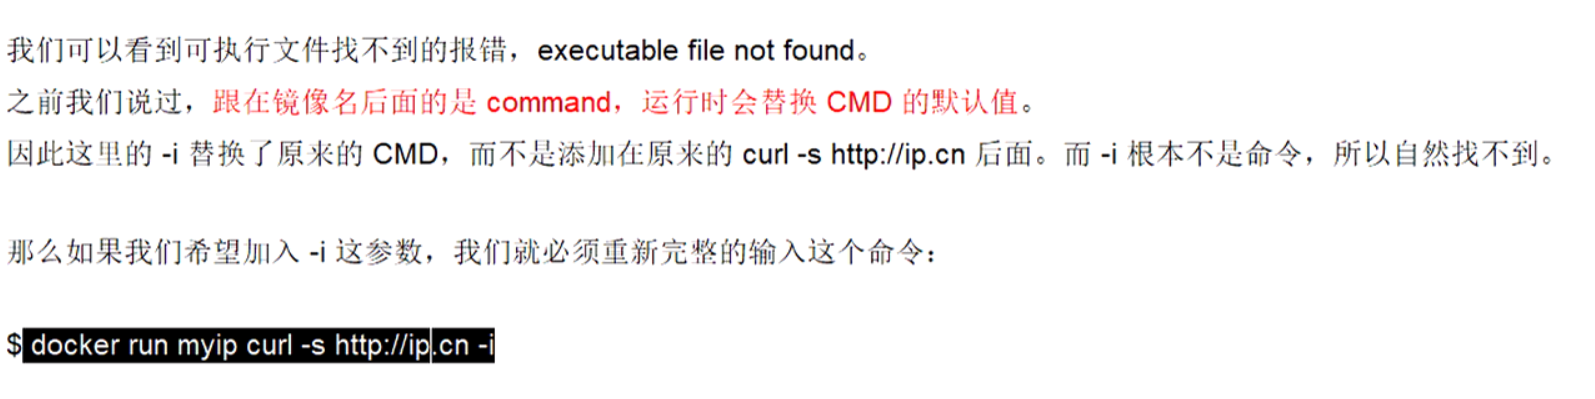 我们可以看到可执行文件找不到的报错，executable file not found。
之前我们说过，跟在镜像名后面的是 command，运行时会替换 CMD 的默认值。
因此这里的 -i 替换了原来的 CMD，而不是添加在原来的 curl -s http://ip.cn 后面。而 -i 根本不是命令，所以自然找不到。
那么如果我们希望加入 -i 这参数，我们就必须重新完整的输入这个命令：
$ docker run myip curl -s http://ip.cn -i